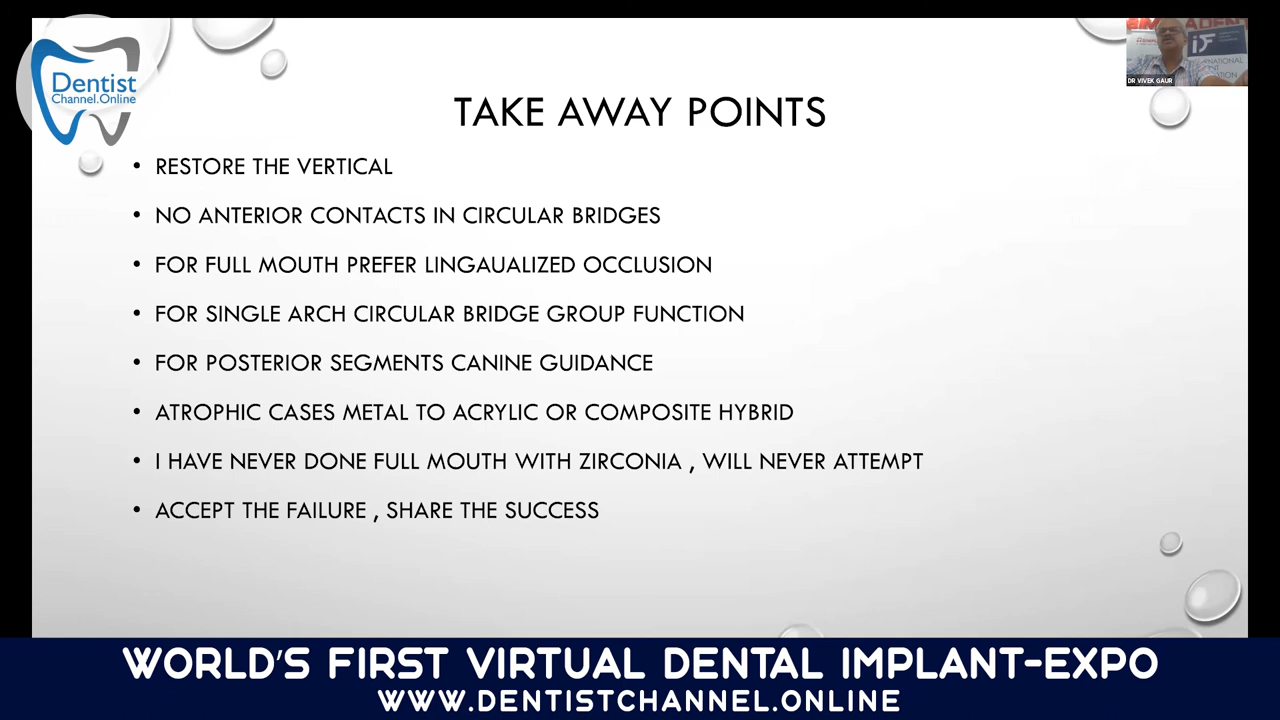 Dentist
Channel.Online
DR VIVEK GAUR
TAKE AWAY POINTS
• RESTORE THE VERTICAL
• NO ANTERIOR CONTACTS IN CIRCULAR BRIDGES
• FOR FULL MOUTH PREFER LINGAUALIZED OCCLUSION
• FOR SINGLE ARCH CIRCULAR BRIDGE GROUP FUNCTION
• FOR POSTERIOR SEGMENTS CANINE GUIDANCE
• ATROPHIC CASES METAL TO ACRYLIC OR COMPOSITE HYBRID
• I HAVE NEVER DONE FULL MOUTH WITH ZIRCONIA , WILL NEVER ATTEMPT
• ACCEPT THE FAILURE , SHARE THE SUCCESS
WORLD'S FIRST VIRTUAL DENTAL IMPLANT-EXPO
WWW.DENTISTCHANNEL.ONLINE